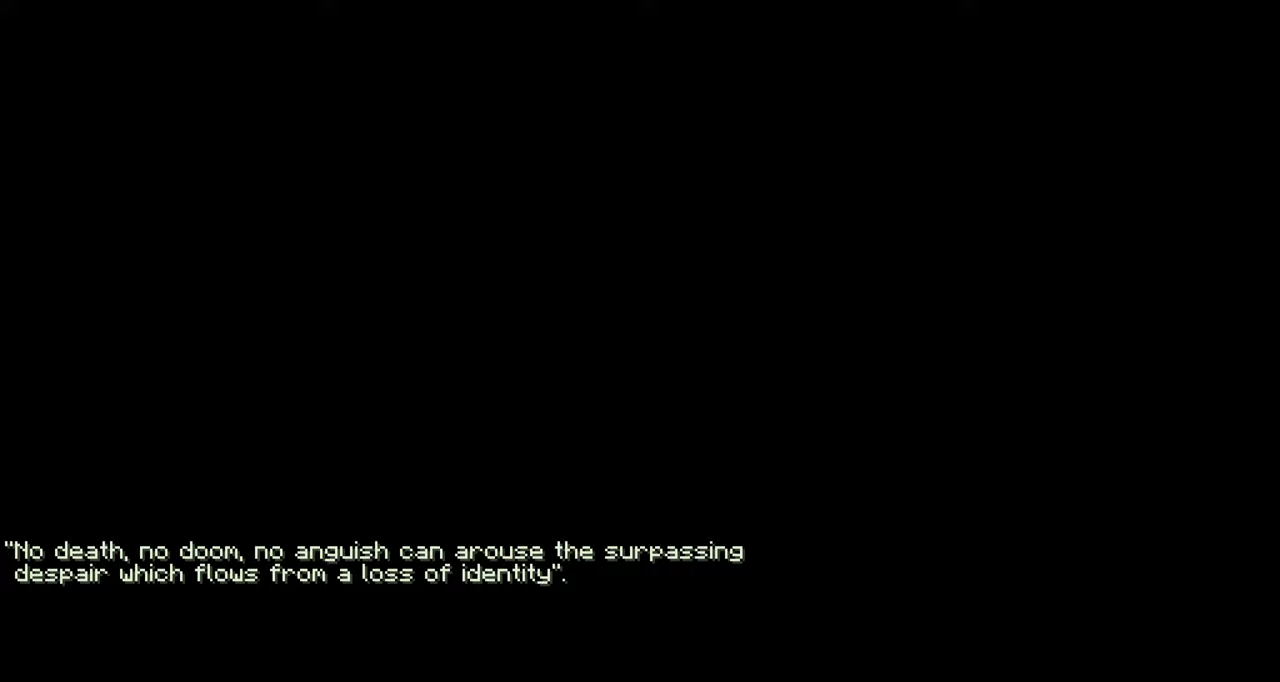 "No death, no doom, no anguish can arouse the surpassing
despair which flows from a loss of identity".